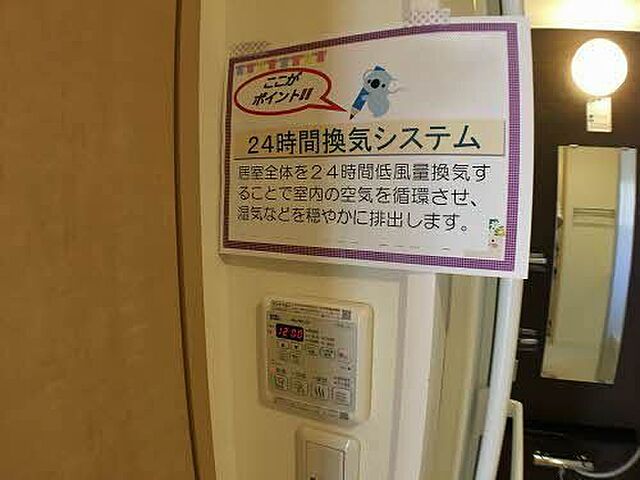 ここが
ポイント!!
24時間換気システム
居室全体を24時間低風量換気す
ることで室内の空気を循環させ、
湿気などを穏やかに排出します。
12:00